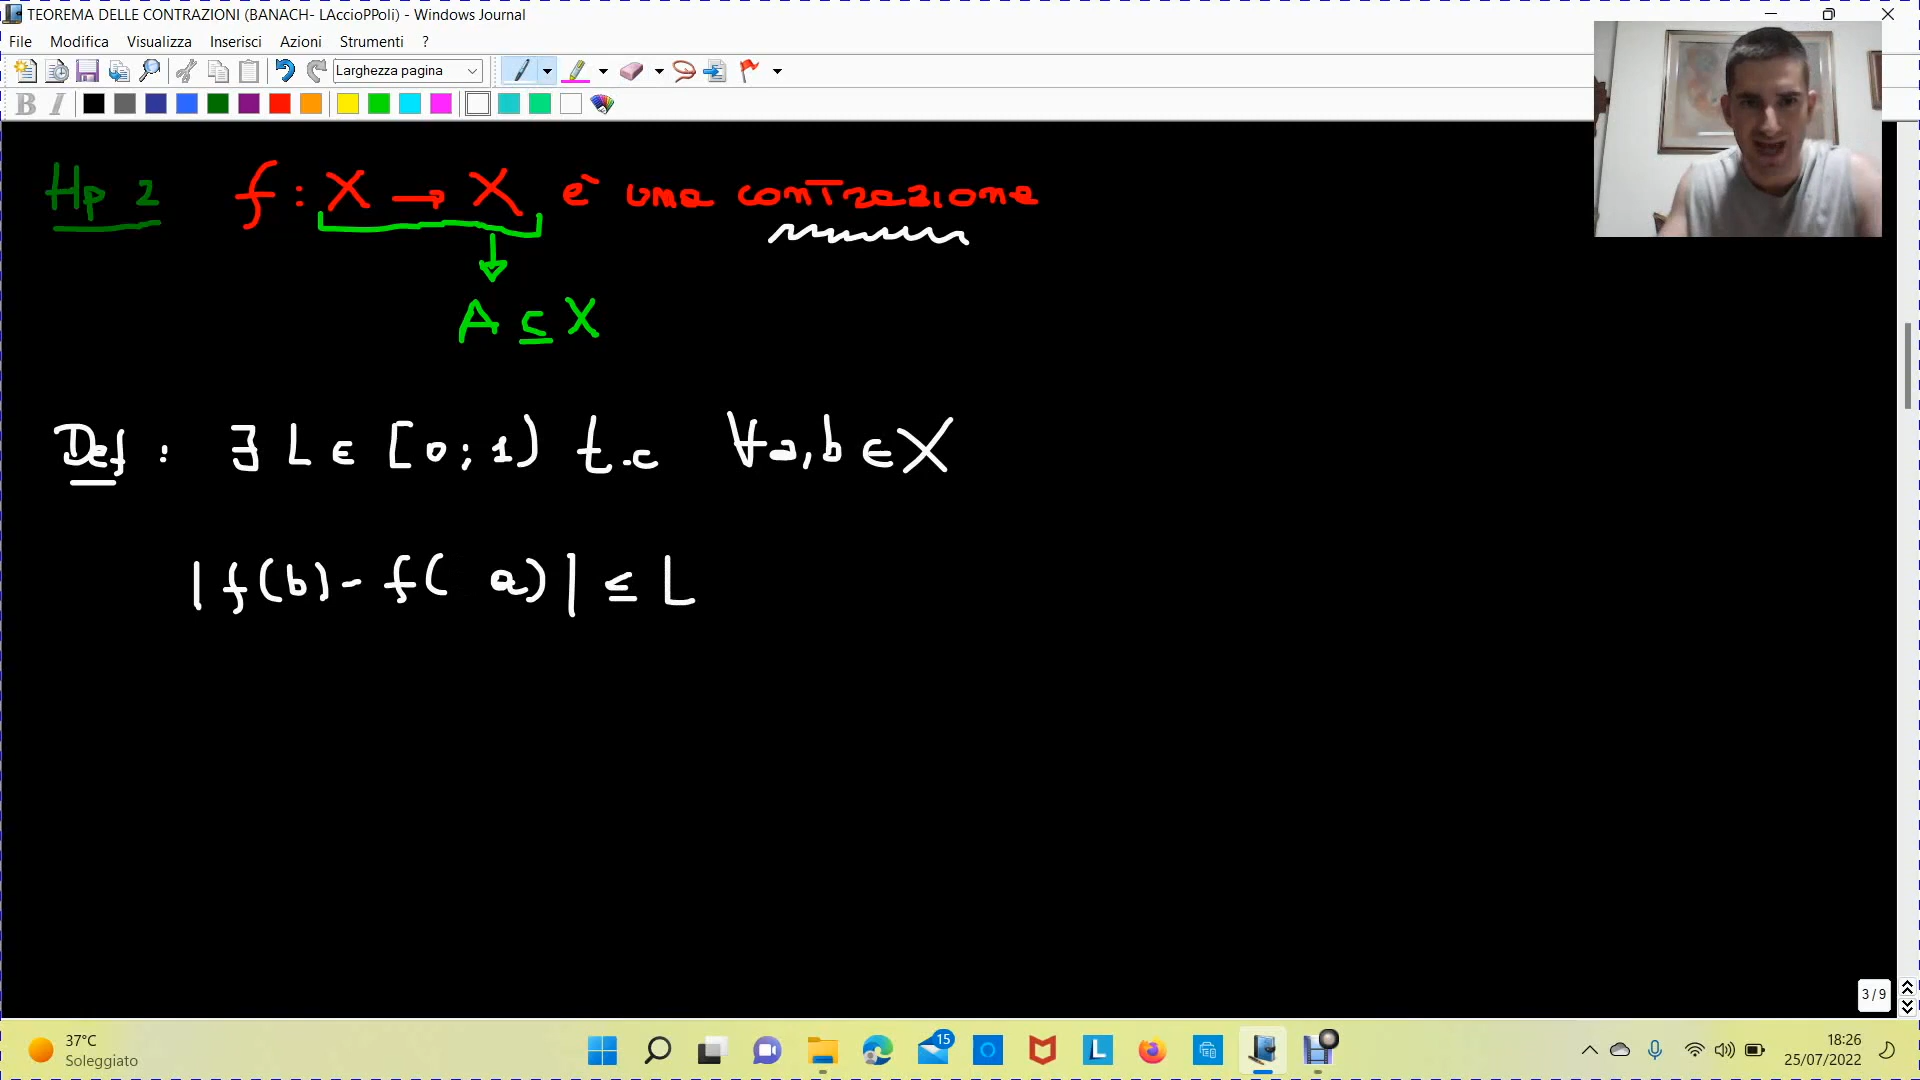 TEOREMA DELLE CONTRAZIONI (BANACH- LAccioPPoli) - Windows Journal
File Modifica Visualizza Inserisci Azioni Strumenti ?
Larghezza pagina
B I
Hp 2 f : X → X è una contrazione
A ⊆ X
Def : ∃ L ∈ [0;1) t.c ∀a,b ∈ X
|f(b)-f( a)| ≤ L
3 / 9
37°C
Soleggiato
15
L
18:26
25/07/2022